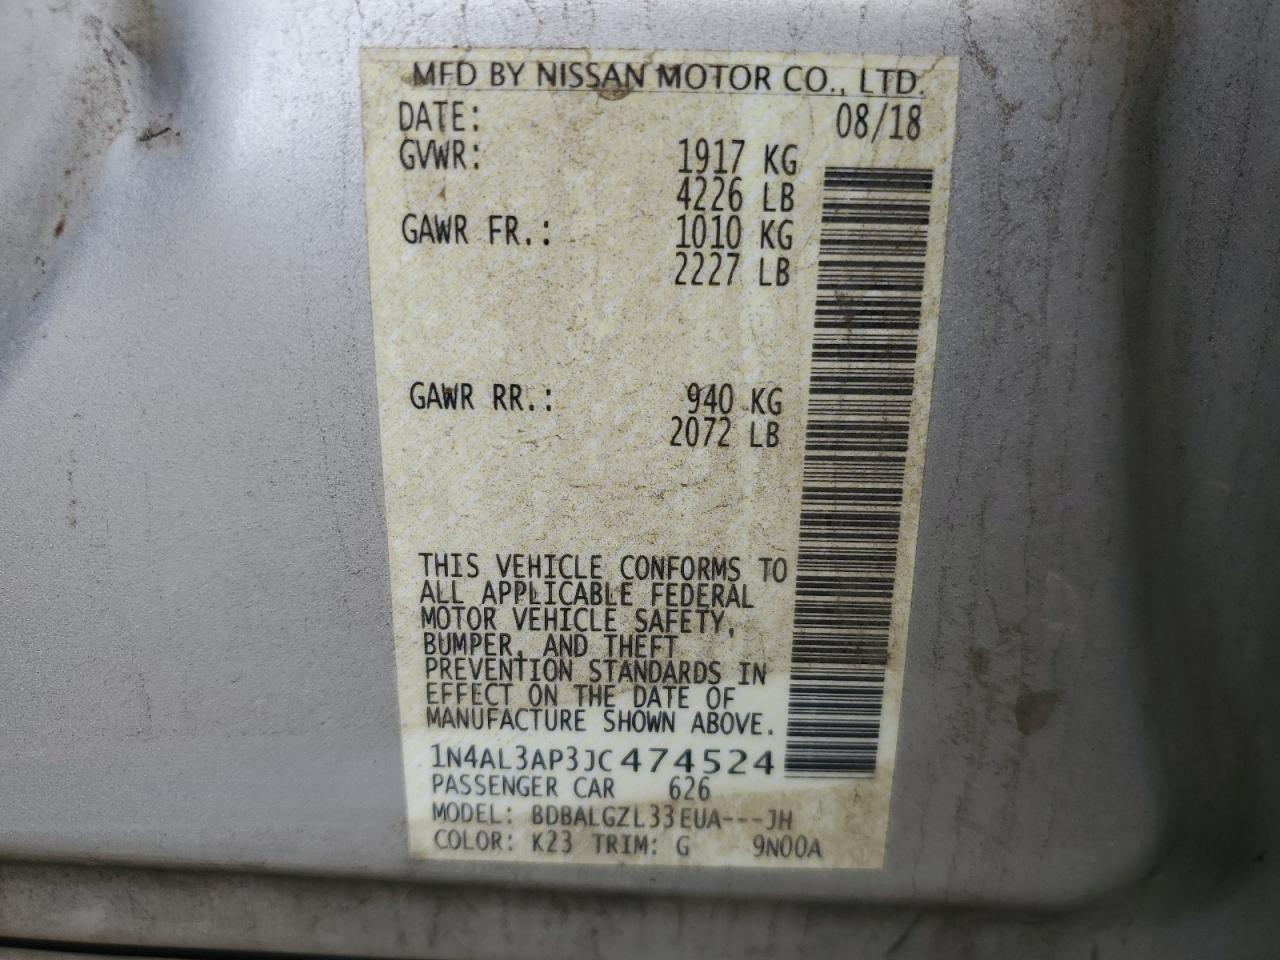 MFD BY NISSAN MOTOR CO., LTD.
DATE: 08/18
GVWR: 1917 KG
4226 LB
GAWR FR.: 1010 KG
2227 LB
GAWR RR.: 940 KG
2072 LB
THIS VEHICLE CONFORMS TO
ALL APPLICABLE FEDERAL
MOTOR VEHICLE SAFETY,
BUMPER, AND THEFT
PREVENTION STANDARDS IN
EFFECT ON THE DATE OF
MANUFACTURE SHOWN ABOVE.
1N4AL3AP3JC474524
PASSENGER CAR 626
MODEL: BDBALGZL33EUA---JH
COLOR: K23 TRIM: G 9N00A